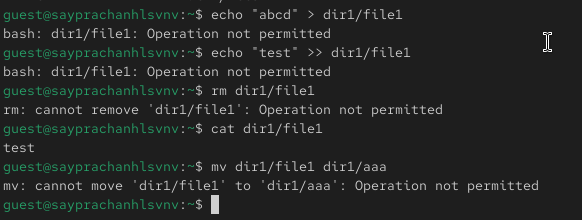 guest@sayprachanhlsvnv:~$ echo "abcd" > dir1/file1
bash: dir1/file1: Operation not permitted
guest@sayprachanhlsvnv:~$ echo "test" >> dir1/file1
bash: dir1/file1: Operation not permitted
guest@sayprachanhlsvnv:~$ rm dir1/file1
rm: cannot remove 'dir1/file1': Operation not permitted
guest@sayprachanhlsvnv:~$ cat dir1/file1
test
guest@sayprachanhlsvnv:~$ mv dir1/file1 dir1/aaa
mv: cannot move 'dir1/file1' to 'dir1/aaa': Operation not permitted
guest@sayprachanhlsvnv:~$